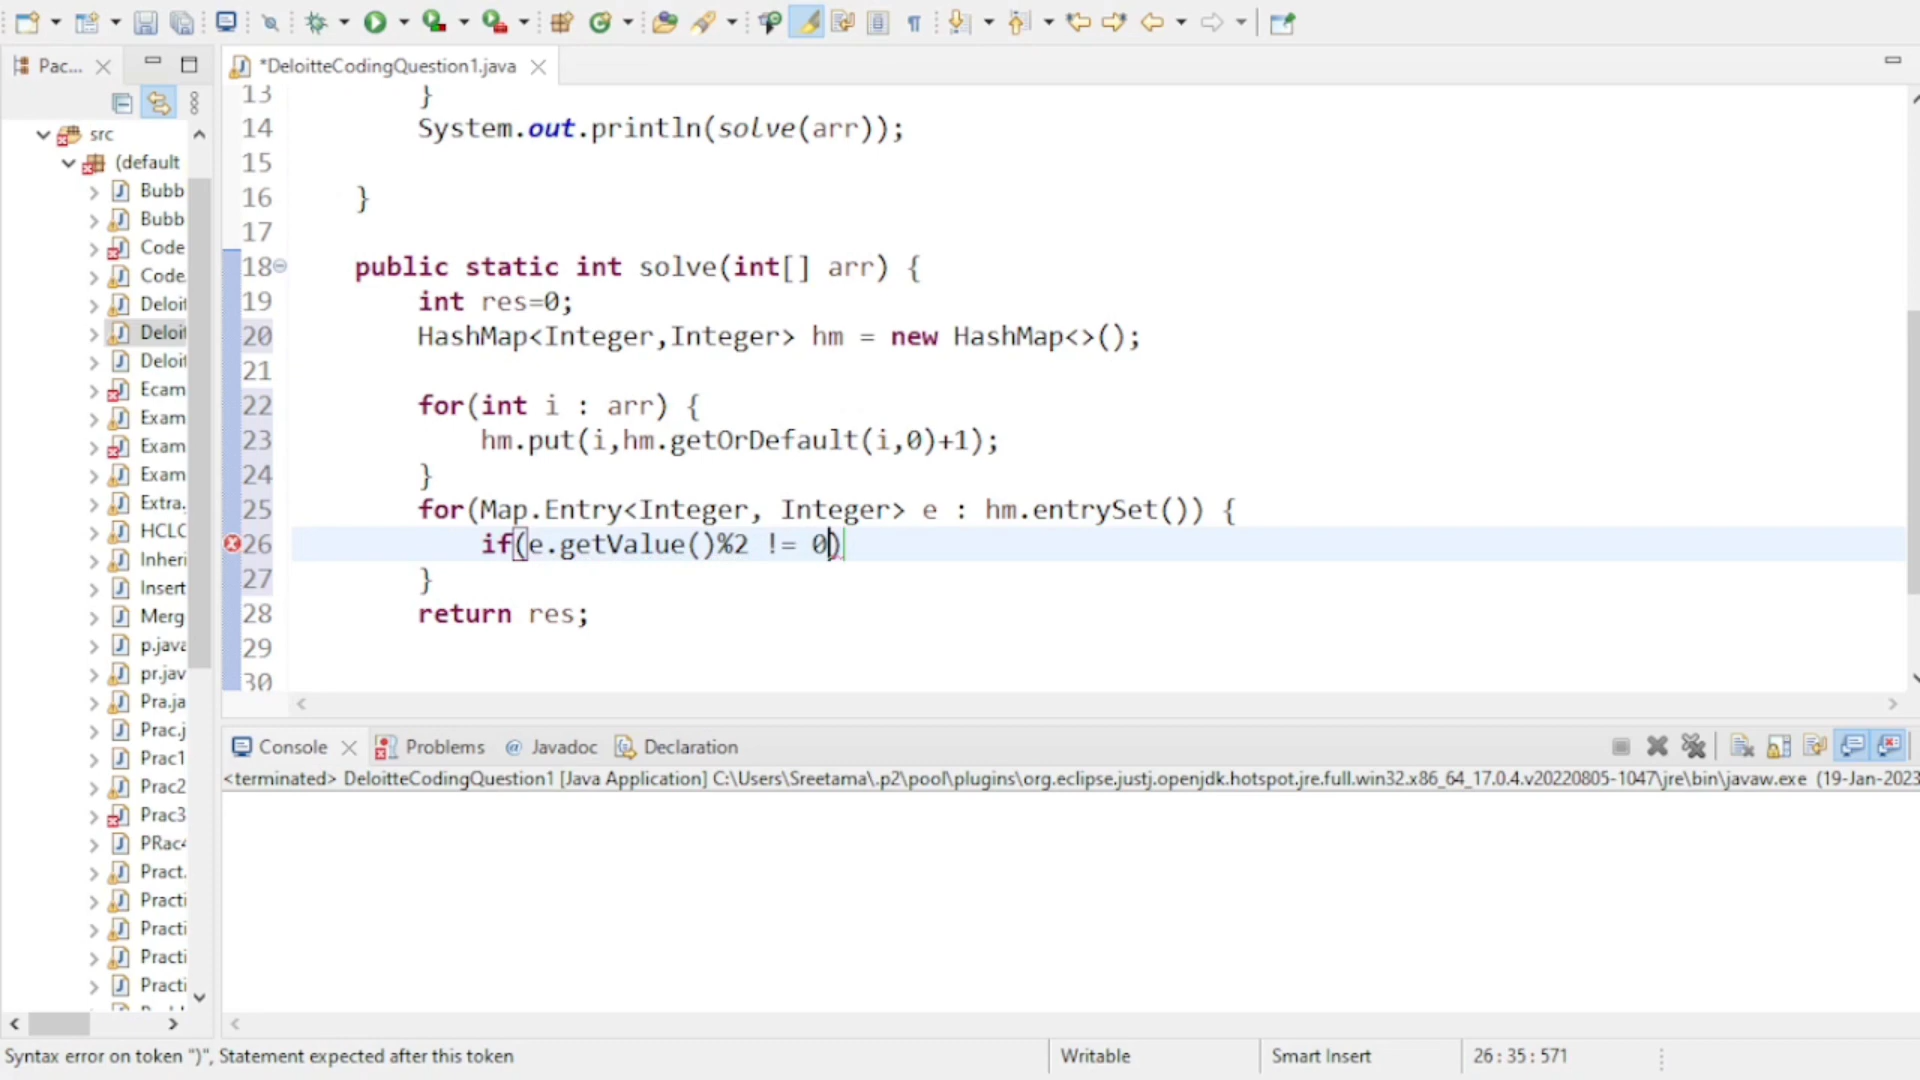 Pac...
*DeloitteCodingQuestion1.java
src
(default
Bubb
Bubb
Code
Code.
Deloit
Deloit
Deloit
Ecam
Exam
Exam
Exam
Extra.
HCLC
Inheri
Insert
Merg
p.java
pr.jav
Pra.ja
Prac.j
Prac1
Prac2
Prac3
PRac4
Pract.
Practi
Practi
Practi
Practi
13 }
14 System.out.println(solve(arr));
15
16 }
17
18 public static int solve(int[] arr) {
19 int res=0;
20 HashMap<Integer,Integer> hm = new HashMap<>();
21
22 for(int i : arr) {
23 hm.put(i,hm.getOrDefault(i,0)+1);
24 }
25 for(Map.Entry<Integer, Integer> e : hm.entrySet()) {
26 if(e.getValue()%2 != 0)
27 }
28 return res;
29
30
Console Problems @ Javadoc Declaration
<terminated> DeloitteCodingQuestion1 [Java Application] C:\Users\Sreetama\.p2\pool\plugins\org.eclipse.justj.openjdk.hotspot.jre.full.win32.x86_64_17.0.4.v20220805-1047\jre\bin\javaw.exe (19-Jan-2023
Syntax error on token ")", Statement expected after this token
Writable
Smart Insert
26:35:571